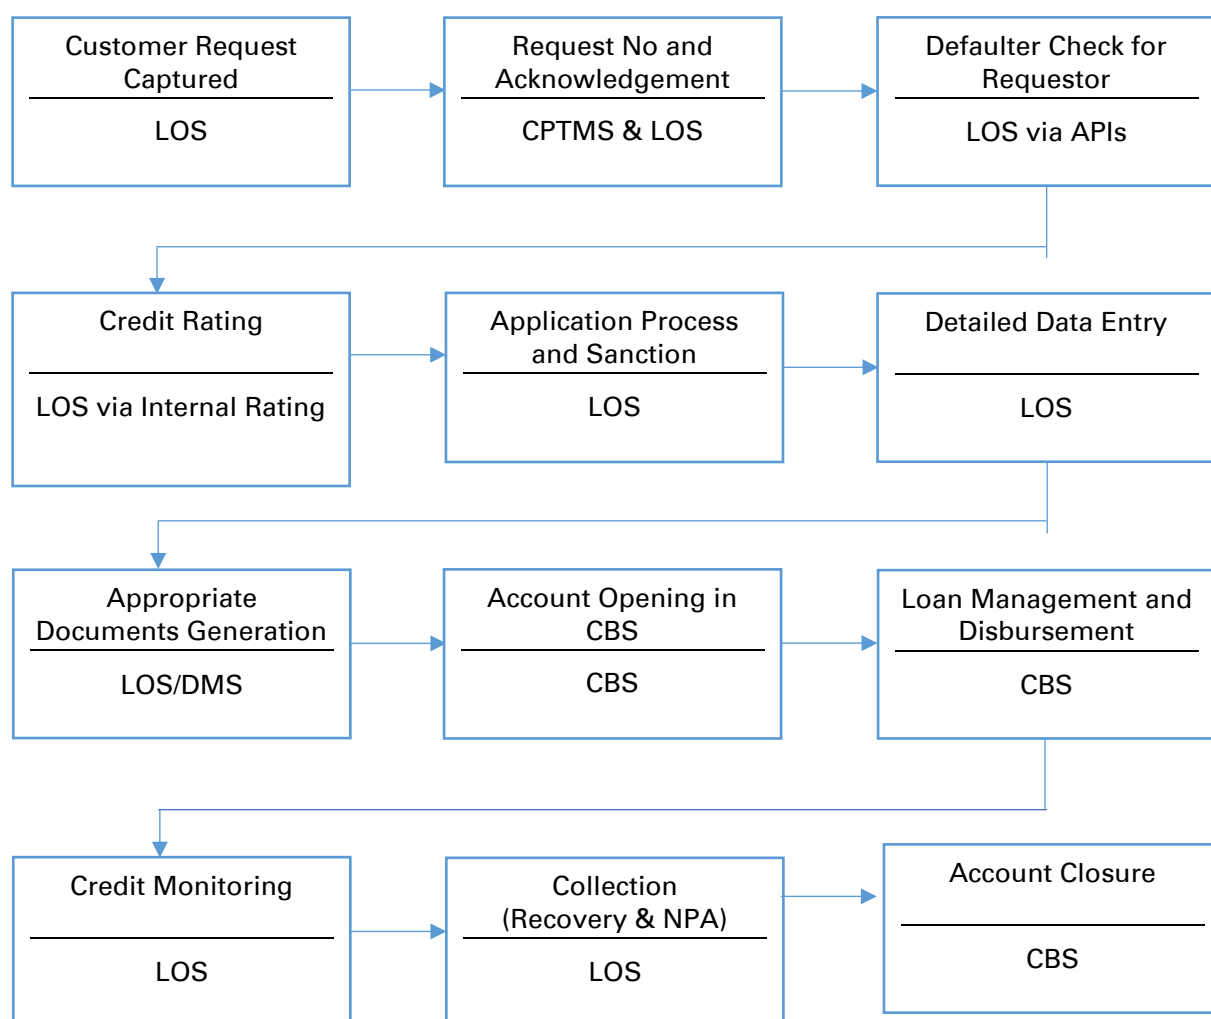 Customer Request
Captured
LOS
Request No and
Acknowledgement
CPTMS & LOS
Defaulter Check for
Requestor
LOS via APIs
Credit Rating
LOS via Internal Rating
Application Process
and Sanction
LOS
Detailed Data Entry
LOS
Appropriate
Documents Generation
LOS/DMS
Account Opening in
CBS
CBS
Loan Management and
Disbursement
CBS
Credit Monitoring
LOS
Collection
(Recovery & NPA)
LOS
Account Closure
CBS